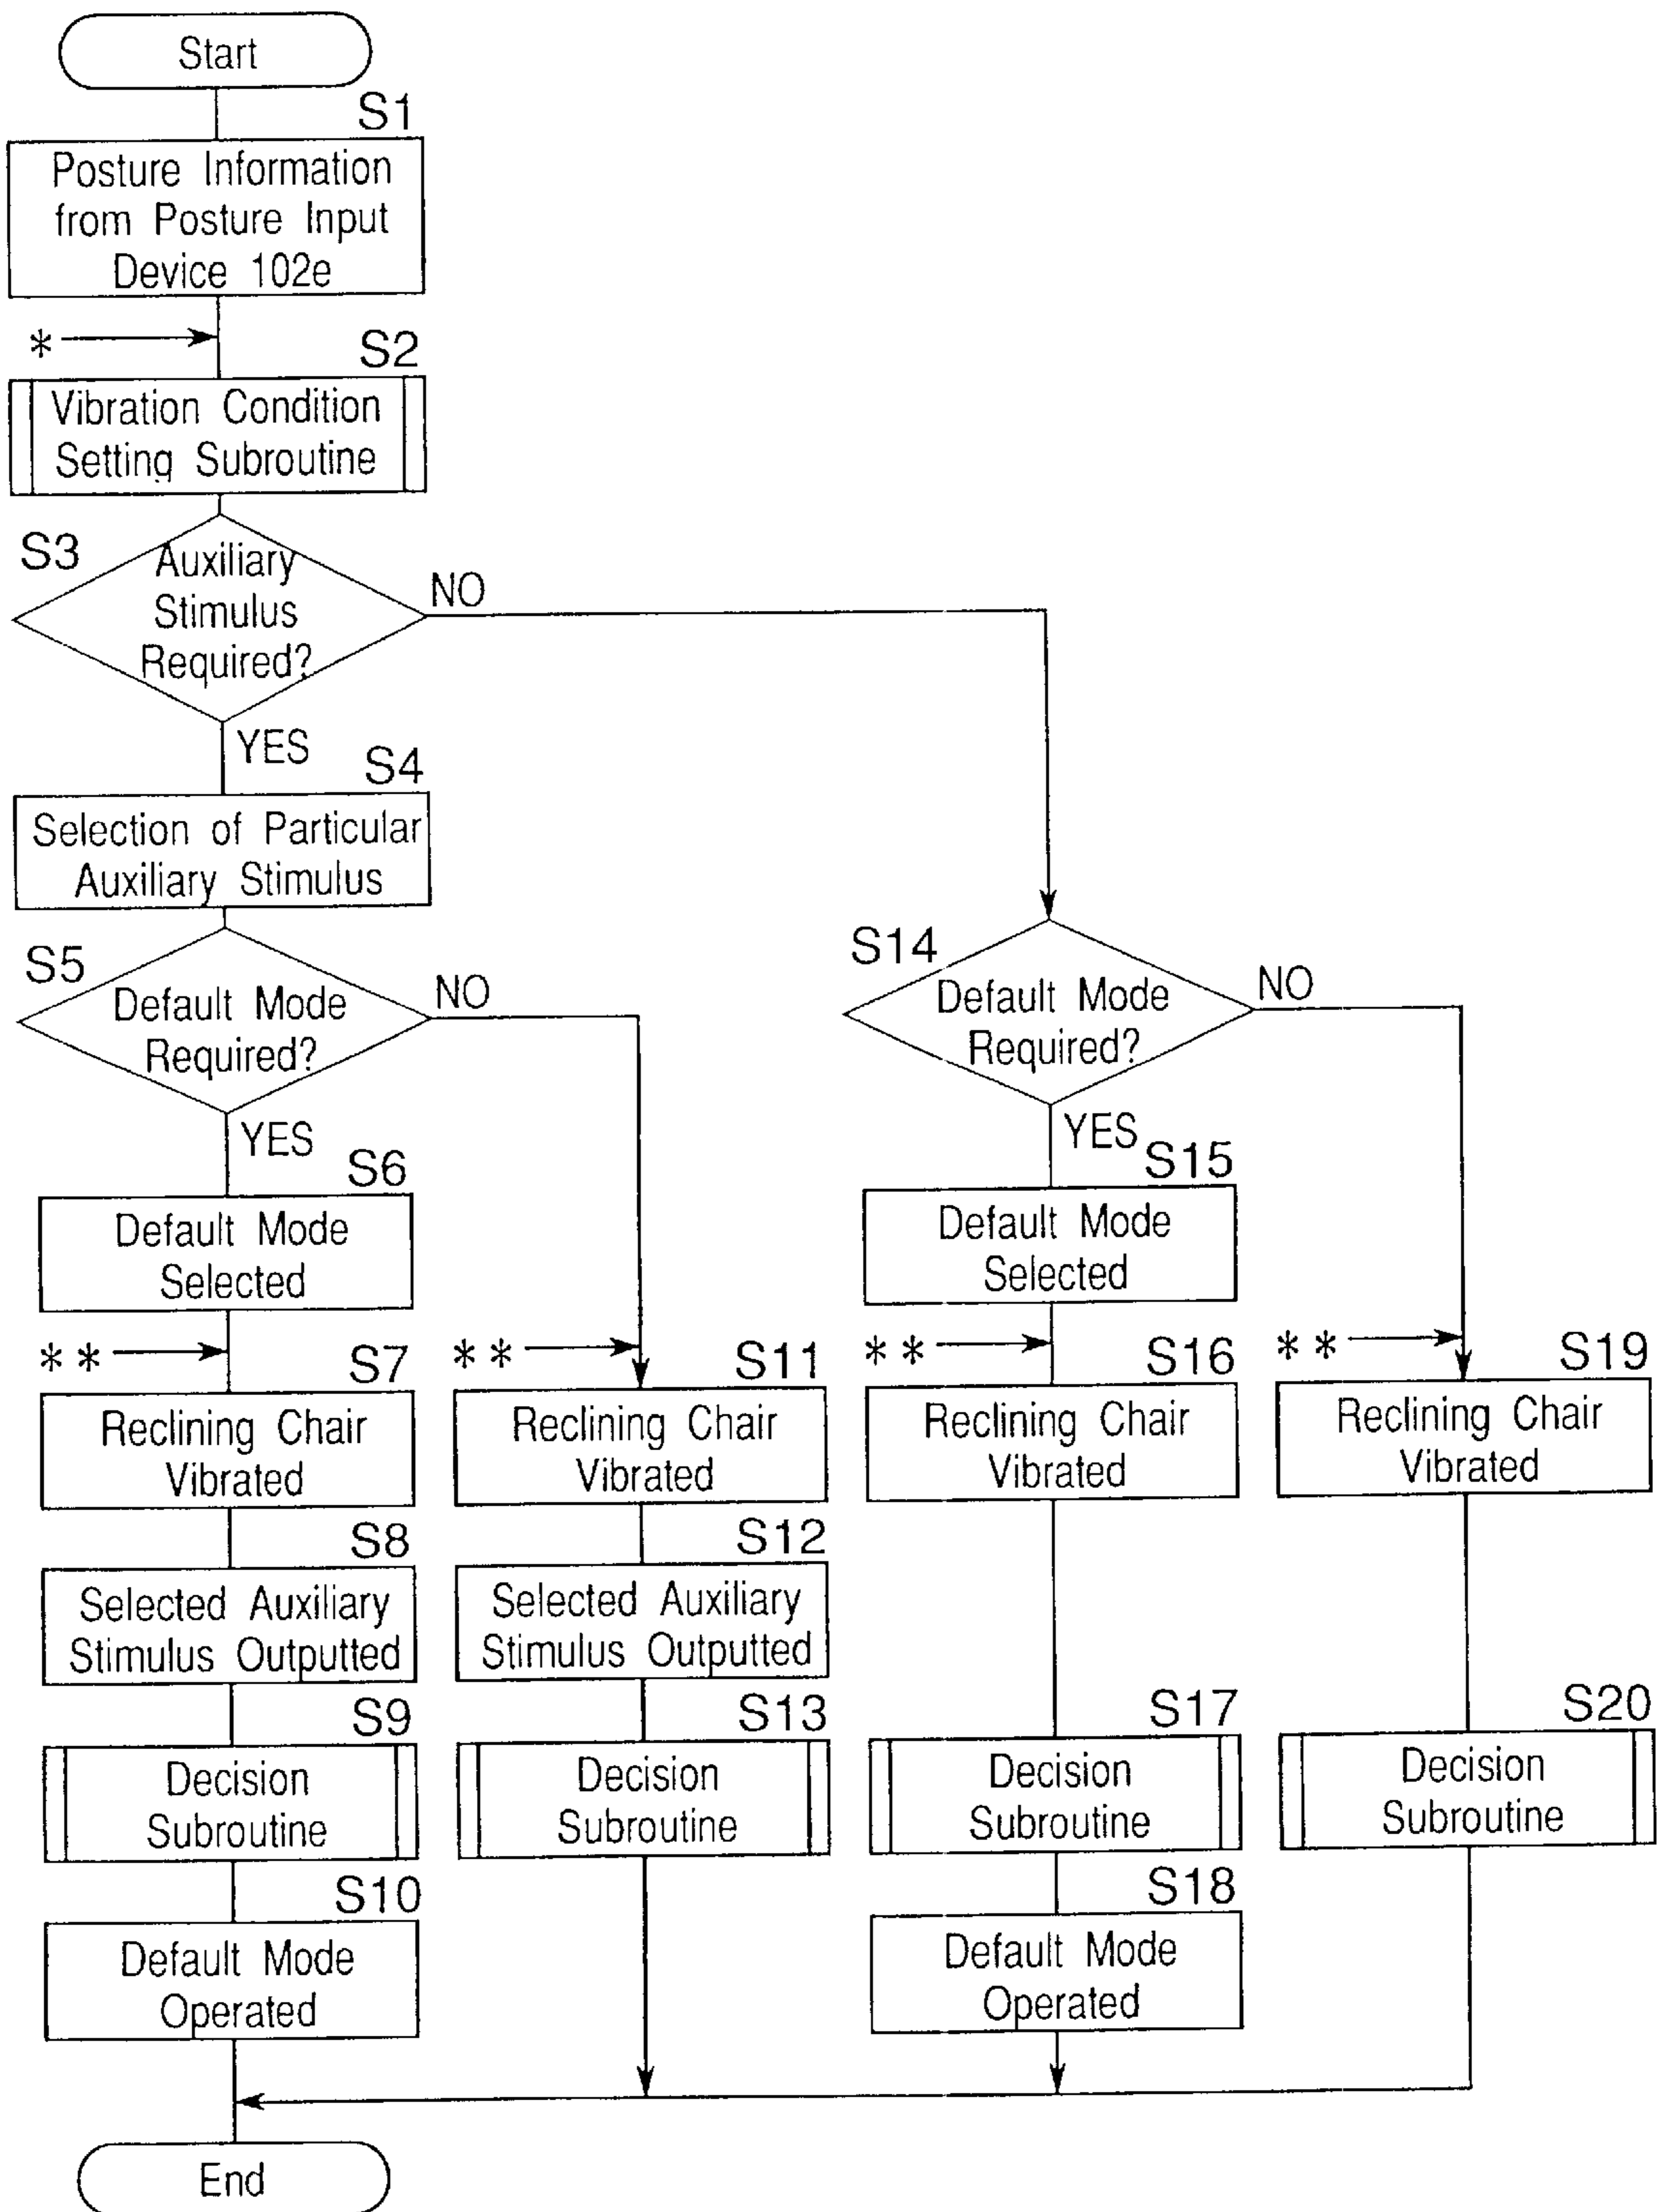 Start
S1
Posture Information
from Posture Input
Device 102e
*
S2
Vibration Condition
Setting Subroutine
S3
Auxiliary
Stimulus
Required?
NO
YES
S4
Selection of Particular
Auxiliary Stimulus
S5
Default Mode
Required?
NO
YES
S6
Default Mode
Selected
**
S7
Reclining Chair
Vibrated
S8
Selected Auxiliary
Stimulus Outputted
S9
Decision
Subroutine
S10
Default Mode
Operated
**
S11
Reclining Chair
Vibrated
S12
Selected Auxiliary
Stimulus Outputted
S13
Decision
Subroutine
S14
Default Mode
Required?
NO
YES
S15
Default Mode
Selected
**
S16
Reclining Chair
Vibrated
S17
Decision
Subroutine
S18
Default Mode
Operated
**
S19
Reclining Chair
Vibrated
S20
Decision
Subroutine
End